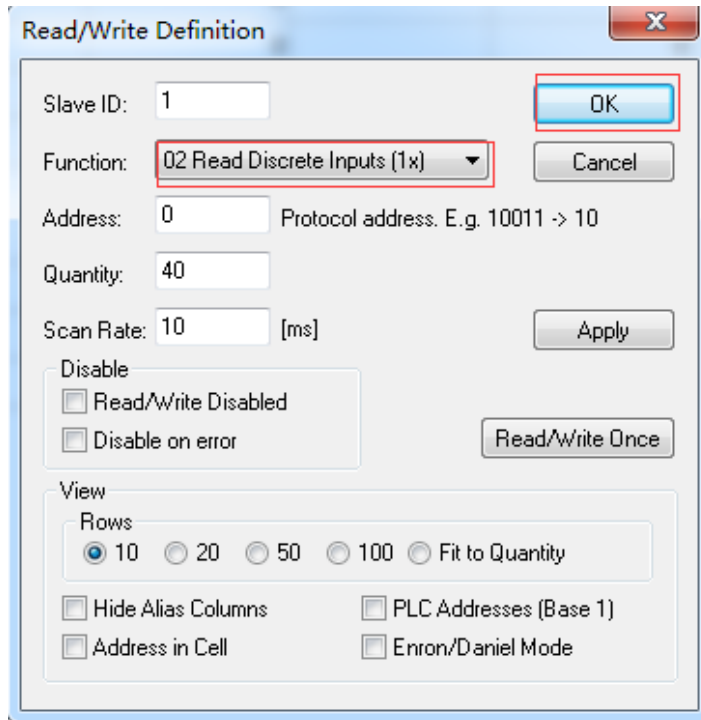 Read/Write Definition
Slave ID: 1
OK
Function: 02 Read Discrete Inputs (1x)
Cancel
Address: 0 Protocol address. E.g. 10011 -> 10
Quantity: 40
Scan Rate: 10 [ms]
Apply
Disable
Read/Write Disabled
Disable on error
Read/Write Once
View
Rows
10 20 50 100 Fit to Quantity
Hide Alias Columns PLC Addresses (Base 1)
Address in Cell Enron/Daniel Mode